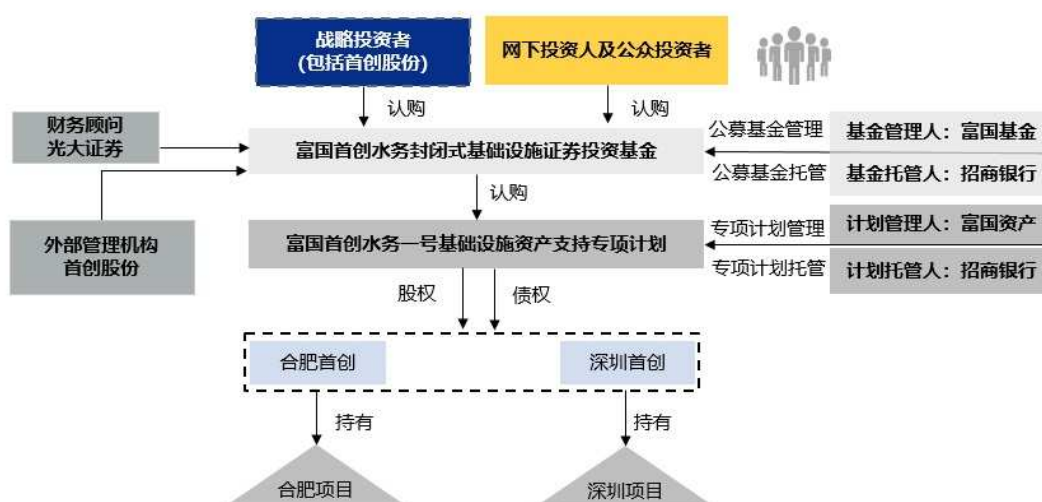 战略投资者
(包括首创股份)
网下投资人及公众投资者
认购
认购
财务顾问
光大证券
富国首创水务封闭式基础设施证券投资基金
公募基金管理
基金管理人：富国基金
公募基金托管
基金托管人：招商银行
认购
外部管理机构
首创股份
富国首创水务一号基础设施资产支持专项计划
专项计划管理
计划管理人：富国资产
专项计划托管
计划托管人：招商银行
股权
债权
合肥首创
深圳首创
持有
持有
合肥项目
深圳项目